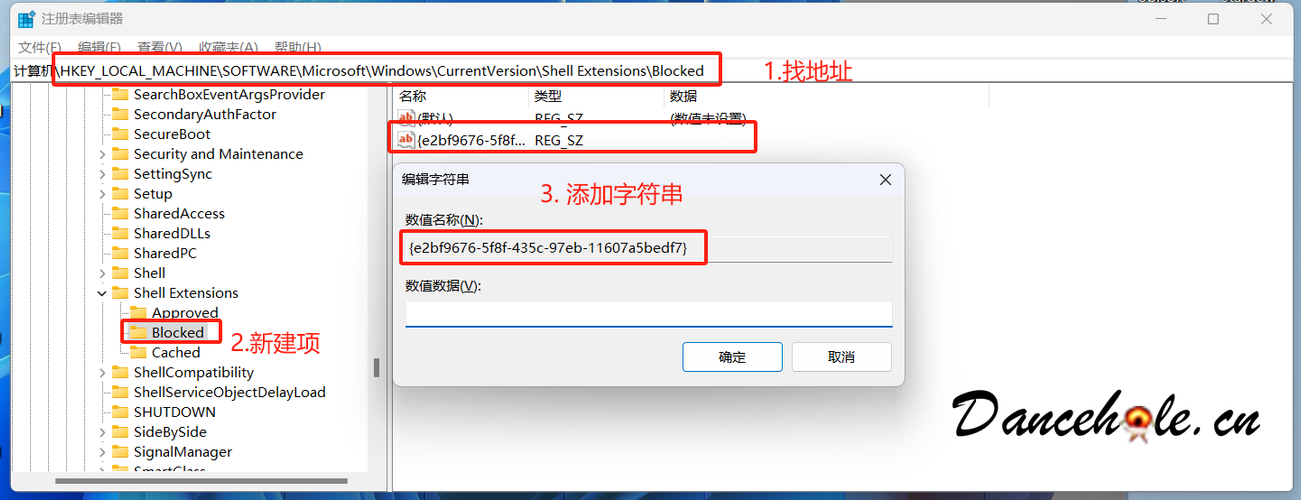 注册表编辑器
文件(F) 编辑(E) 查看(V) 收藏夹(A) 帮助(H)
计算机\HKEY_LOCAL_MACHINE\SOFTWARE\Microsoft\Windows\CurrentVersion\Shell Extensions\Blocked
1.找地址
SearchBoxEventArgsProvider
SecondaryAuthFactor
SecureBoot
Security and Maintenance
SettingSync
Setup
SharedAccess
SharedDLLs
SharedPC
Shell
Shell Extensions
Approved
Blocked
2.新建项
Cached
ShellCompatibility
ShellServiceObjectDelayLoad
SHUTDOWN
SideBySide
SignalManager
SmartGlass
名称 类型 数据
(默认) REG_SZ (数值未设置)
{e2bf9676-5f8f... REG_SZ
编辑字符串
3. 添加字符串
数值名称(N):
{e2bf9676-5f8f-435c-97eb-11607a5bedf7}
数值数据(V):
确定 取消
Dancehole.cn